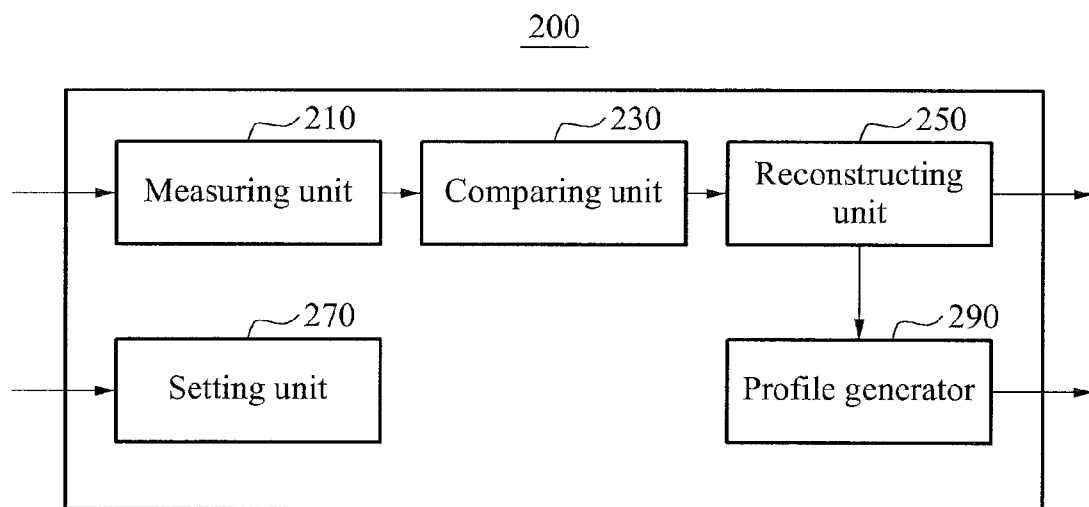 200
210
230
250
Measuring unit
Comparing unit
Reconstructing
unit
270
290
Setting unit
Profile generator